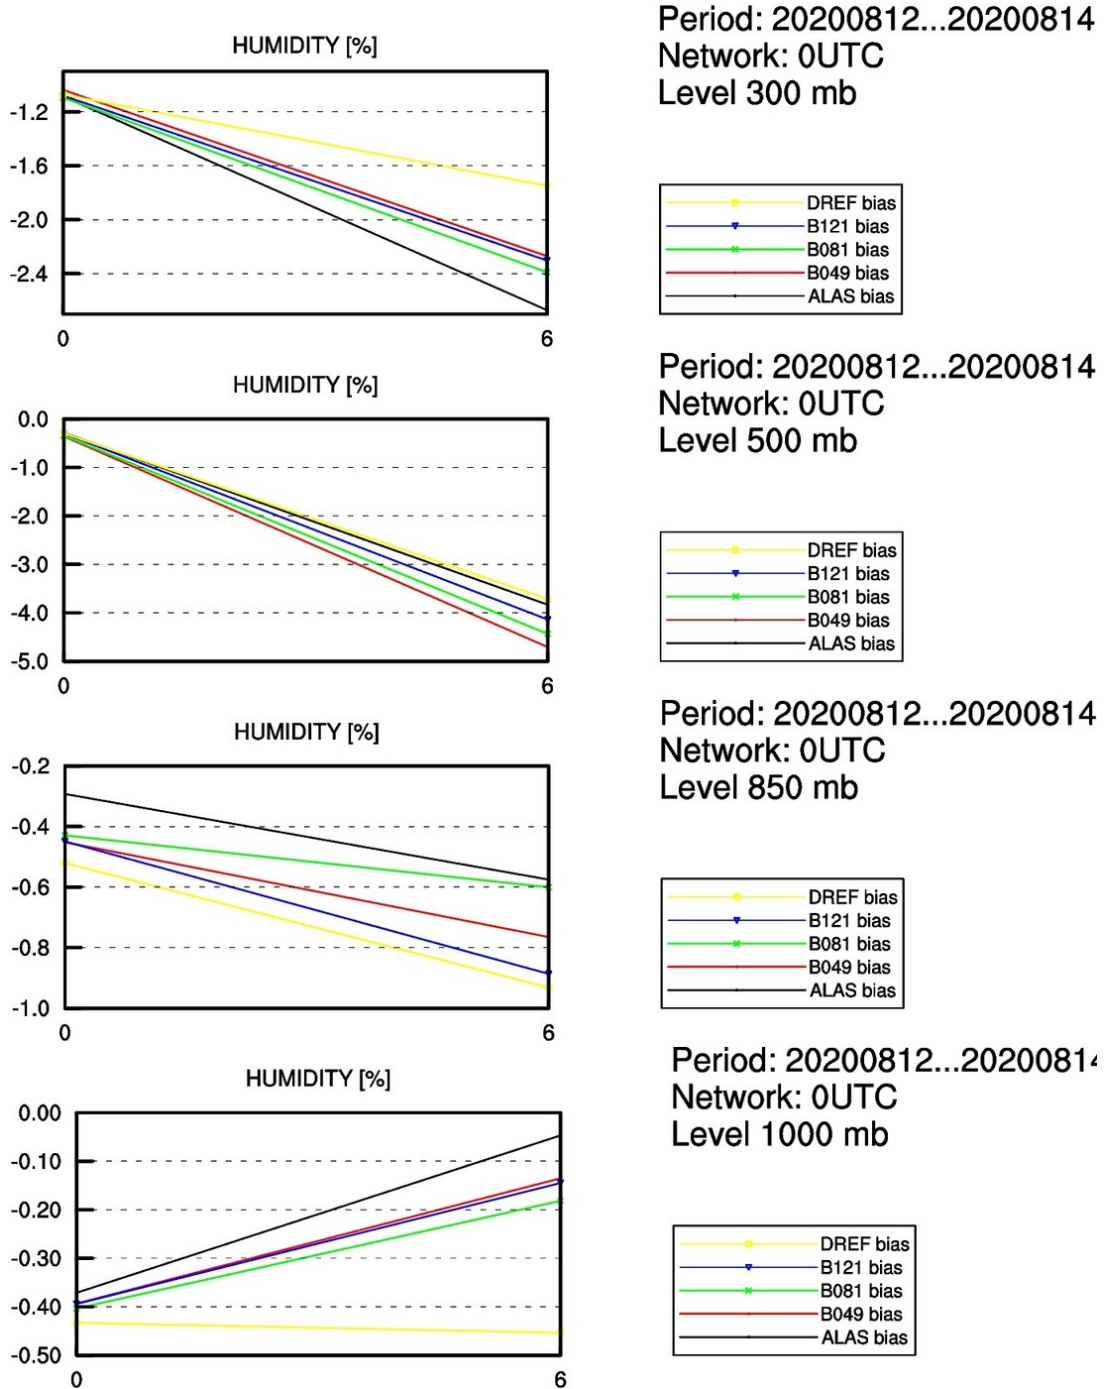 HUMIDITY [%]
Period: 20200812...20200814
Network: 0UTC
Level 300 mb
-1.2
-1.6
-2.0
-2.4
0
6
DREF bias
B121 bias
B081 bias
B049 bias
ALAS bias
HUMIDITY [%]
Period: 20200812...20200814
Network: 0UTC
Level 500 mb
0.0
-1.0
-2.0
-3.0
-4.0
-5.0
0
6
DREF bias
B121 bias
B081 bias
B049 bias
ALAS bias
HUMIDITY [%]
Period: 20200812...20200814
Network: 0UTC
Level 850 mb
-0.2
-0.4
-0.6
-0.8
-1.0
0
6
DREF bias
B121 bias
B081 bias
B049 bias
ALAS bias
HUMIDITY [%]
Period: 20200812...20200814
Network: 0UTC
Level 1000 mb
0.00
-0.10
-0.20
-0.30
-0.40
-0.50
0
6
DREF bias
B121 bias
B081 bias
B049 bias
ALAS bias